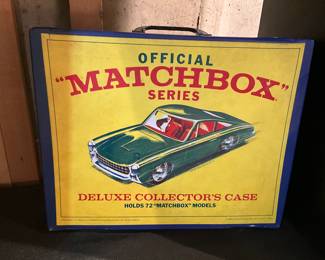 OFFICIAL
"MATCHBOX"
SERIES
DELUXE COLLECTOR'S CASE
HOLDS 72 "MATCHBOX" MODELS